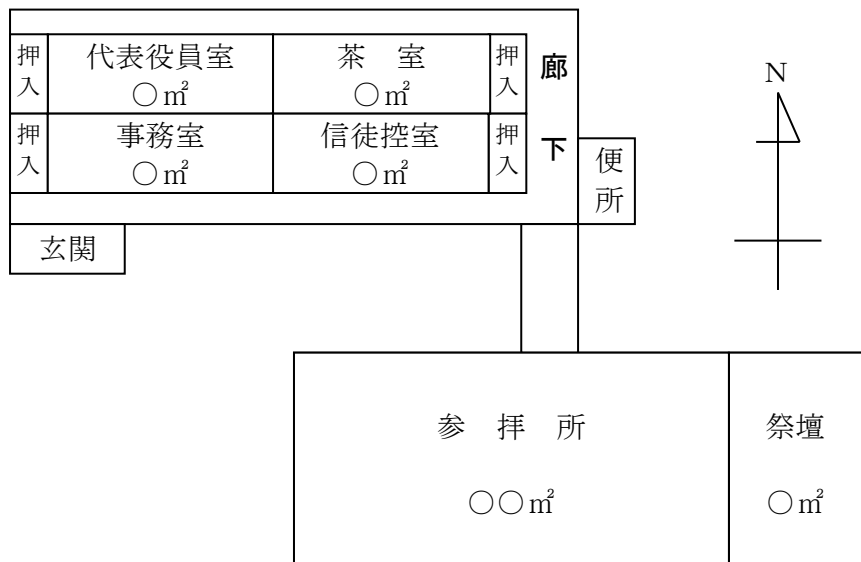 押入
代表役員室
○㎡
茶　室
○㎡
押入
廊下
押入
事務室
○㎡
信徒控室
○㎡
押入
便所
玄関
N
参　拝　所
○○㎡
祭壇
○㎡